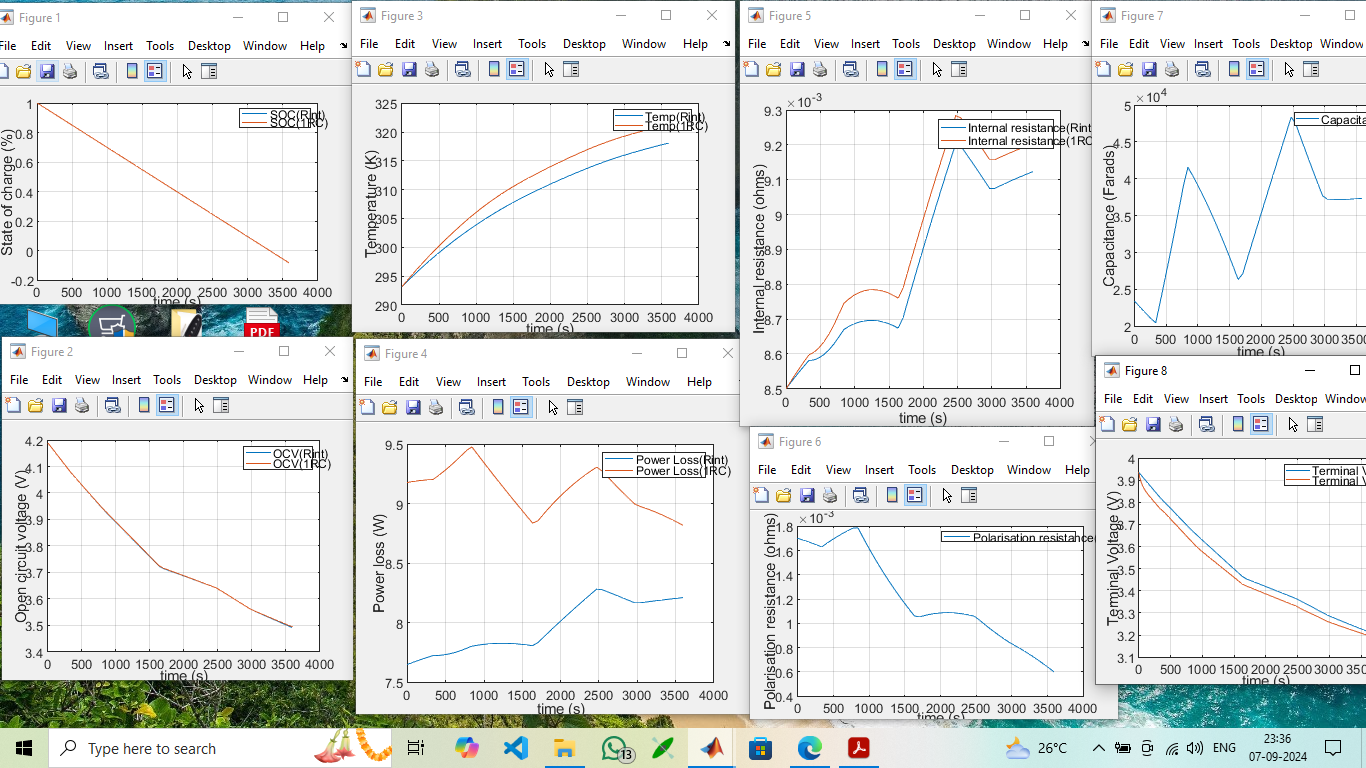 Figure 1
File Edit View Insert Tools Desktop Window Help
State of charge (%)
1
0.8
0.6
0.4
0.2
0
-0.2
0 500 1000 1500 2000 2500 3000 3500 4000
time (s)
SOC(Rint)
SOC(1RC)
PDF
Figure 2
File Edit View Insert Tools Desktop Window Help
Open circuit voltage (V)
4.2
4.1
4
3.9
3.8
3.7
3.6
3.5
3.4
0 500 1000 1500 2000 2500 3000 3500 4000
time (s)
OCV(Rint)
OCV(1RC)
Figure 3
File Edit View Insert Tools Desktop Window Help
Temperature (K)
325
320
315
310
305
300
295
290
0 500 1000 1500 2000 2500 3000 3500 4000
time (s)
Temp(Rint)
Temp(1RC)
Figure 4
File Edit View Insert Tools Desktop Window Help
Power loss (W)
9.5
9
8.5
8
7.5
0 500 1000 1500 2000 2500 3000 3500 4000
time (s)
Power Loss(Rint)
Power Loss(1RC)
Figure 5
File Edit View Insert Tools Desktop Window Help
×10-3
Internal resistance (ohms)
9.3
9.2
9.1
9
8.9
8.8
8.7
8.6
8.5
0 500 1000 1500 2000 2500 3000 3500 4000
time (s)
Internal resistance(Rint
Internal resistance(1RC
Figure 6
File Edit View Insert Tools Desktop Window Help
×10-3
Polarisation resistance (ohms)
1.8
1.6
1.4
1.2
1
0.8
0.6
0.4
0 500 1000 1500 2000 2500 3000 3500 4000
time (s)
Polarisation resistance
Figure 7
File Edit View Insert Tools Desktop Window
×10 4
Capacitance (Farads)
5
4.5
4
3.5
3
2.5
2
0 500 1000 1500 2000 2500 3000 3500
time (s)
Capacita
Figure 8
File Edit View Insert Tools Desktop Window
Terminal Voltage (V)
4
3.9
3.8
3.7
3.6
3.5
3.4
3.3
3.2
3.1
0 500 1000 1500 2000 2500 3000 3500
time (s)
Terminal V
Terminal V
Type here to search
13
26°C
ENG
23:36
07-09-2024